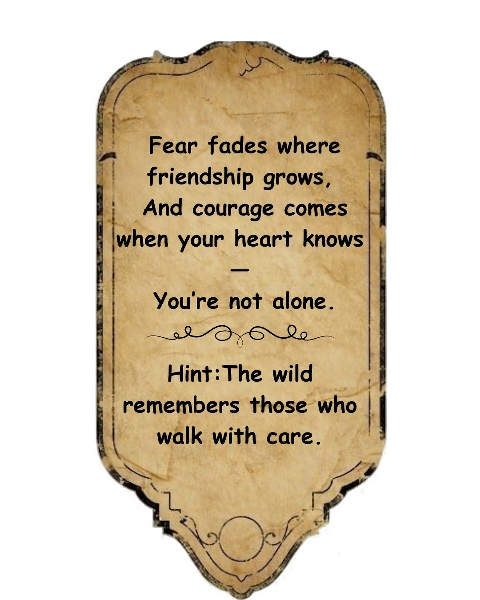 Fear fades where
friendship grows,
And courage comes
when your heart knows
—
You’re not alone.
Hint:The wild
remembers those who
walk with care.